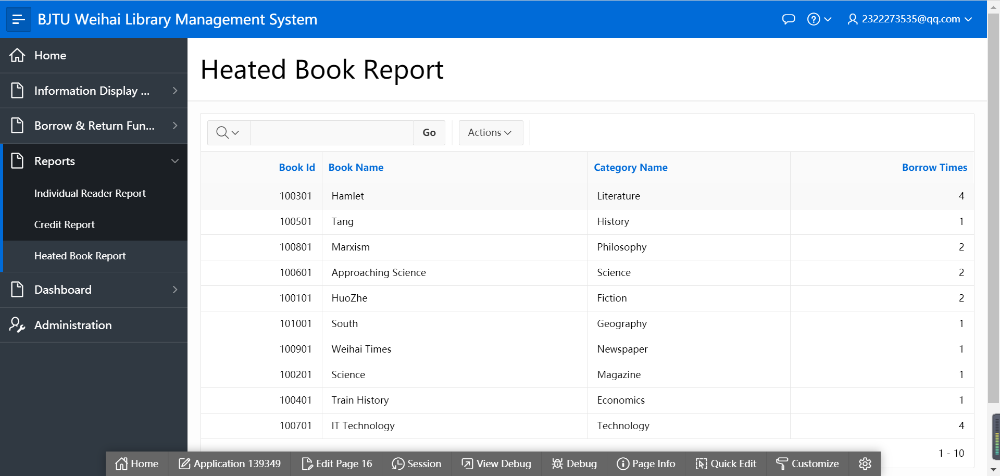 BJTU Weihai Library Management System
2322273535@qq.com
Home
Information Display ...
Borrow & Return Fun...
Reports
Individual Reader Report
Credit Report
Heated Book Report
Dashboard
Administration
Heated Book Report
Go
Actions
Book Id Book Name Category Name Borrow Times
100301 Hamlet Literature 4
100501 Tang History 1
100801 Marxism Philosophy 2
100601 Approaching Science Science 2
100101 HuoZhe Fiction 2
101001 South Geography 1
100901 Weihai Times Newspaper 1
100201 Science Magazine 1
100401 Train History Economics 1
100701 IT Technology Technology 4
1 - 10
Home Application 139349 Edit Page 16 Session View Debug Debug Page Info Quick Edit Customize